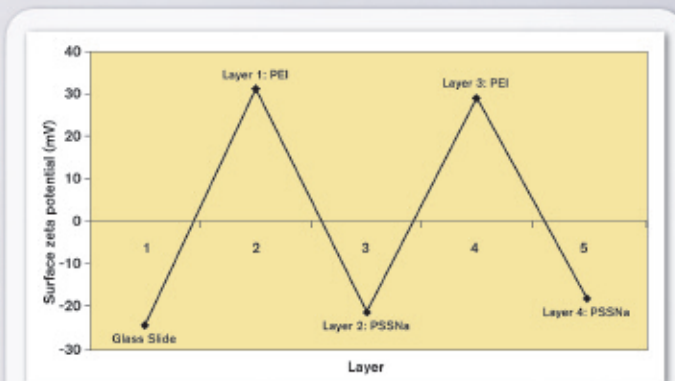 40
Layer 1: PEI
Layer 3: PEI
30
20
10
0
1 2 3 4 5
-10
-20
Layer 4: PSSNa
Layer 2: PSSNa
Glass Slide
-30
Surface zeta potential (mV)
Layer